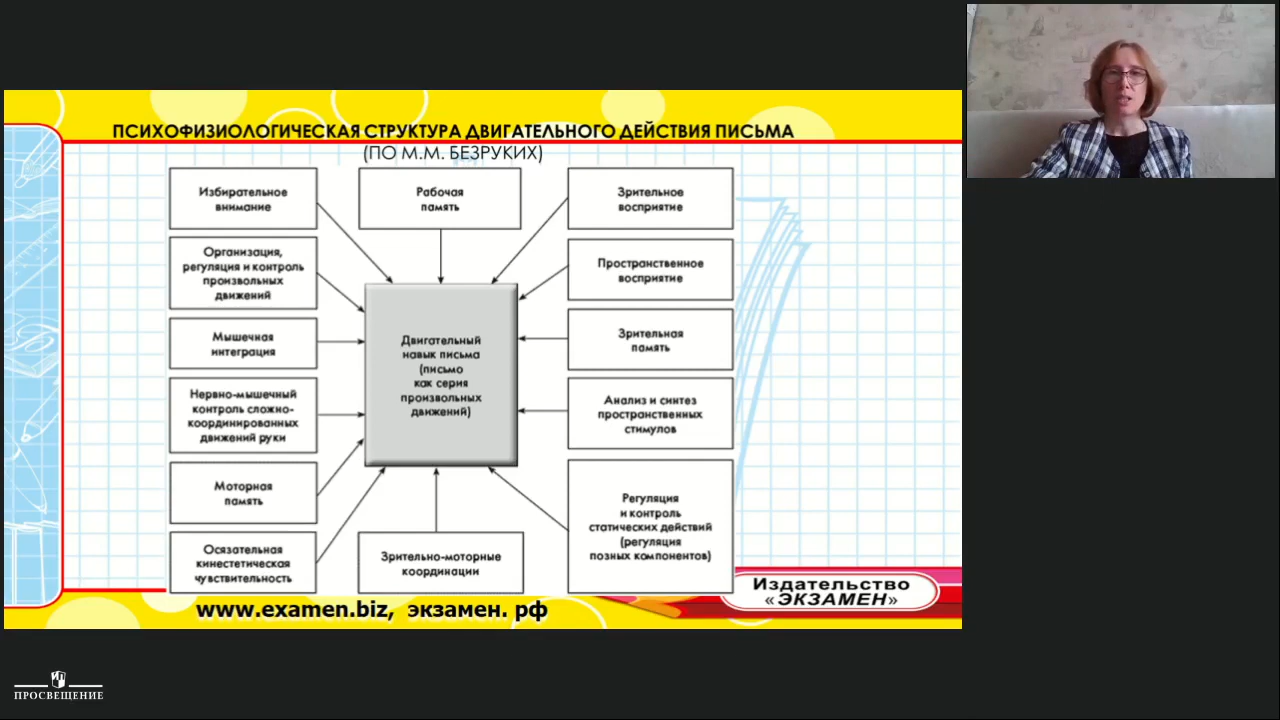 ПСИХОФИЗИОЛОГИЧЕСКАЯ СТРУКТУРА ДВИГАТЕЛЬНОГО ДЕЙСТВИЯ ПИСЬМА
(ПО М.М. БЕЗРУКИХ)
Избирательное
внимание
Рабочая
память
Зрительное
восприятие
Организация,
регуляция и контроль
произвольных
движений
Пространственное
восприятие
Мышечная
интеграция
Двигательный
навык письма
(письмо
как серия
произвольных
движений)
Зрительная
память
Нервно-мышечный
контроль сложно-
координированных
движений руки
Анализ и синтез
пространственных
стимулов
Моторная
память
Регуляция
и контроль
статических действий
(регуляция
позных компонентов)
Осязательная
кинестетическая
чувствительность
Зрительно-моторные
координации
Издательство
«ЭКЗАМЕН»
www.examen.biz, экзамен. рф
ПРОСВЕЩЕНИЕ